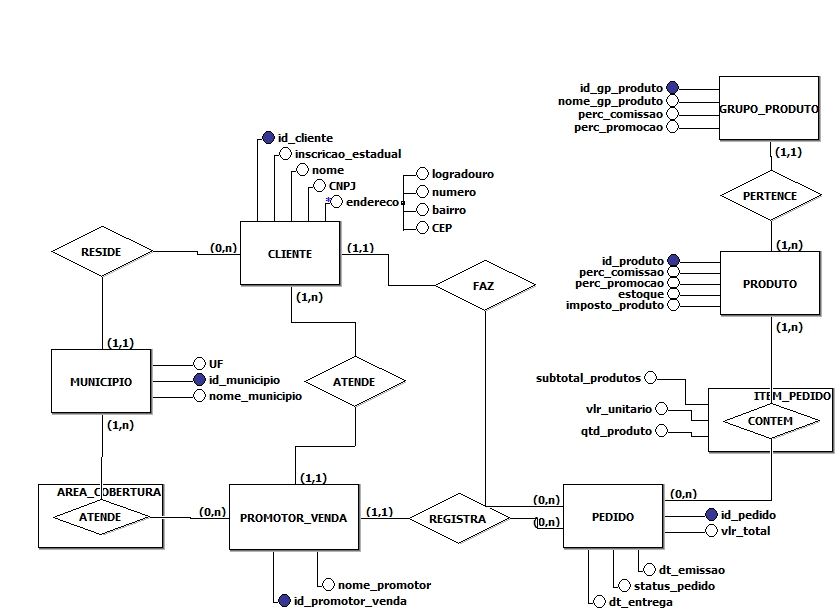 id_gp_produto
nome_gp_produto
perc_comissao
perc_promocao
GRUPO_PRODUTO
(1,1)
id_cliente
inscricao_estadual
nome
CNPJ
* endereco
logradouro
numero
bairro
CEP
PERTENCE
RESIDE
(0,n)
CLIENTE
(1,1)
(1,n)
FAZ
(1,n)
id_produto
perc_comissao
perc_promocao
estoque
imposto_produto
PRODUTO
(1,n)
(1,1)
MUNICIPIO
UF
id_municipio
nome_municipio
(1,n)
ATENDE
subtotal_produtos
vlr_unitario
qtd_produto
ITEM_PEDIDO
CONTEM
(1,1)
AREA_COBERTURA
ATENDE
(0,n)
PROMOTOR_VENDA
(1,1)
REGISTRA
(0,n)
(0,n)
(0,n)
PEDIDO
id_pedido
vlr_total
nome_promotor
id_promotor_venda
dt_emissao
status_pedido
dt_entrega